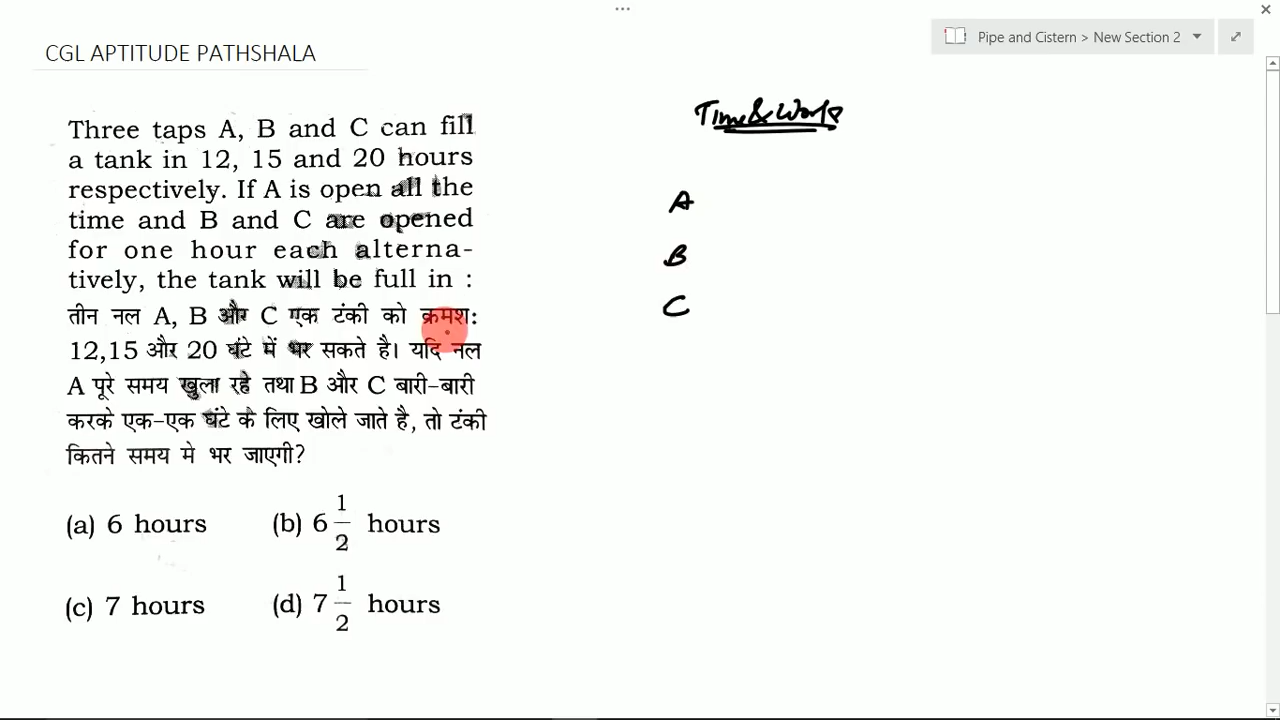 CGL APTITUDE PATHSHALA
Pipe and Cistern > New Section 2
Time & Work
Three taps A, B and C can fill
a tank in 12, 15 and 20 hours
respectively. If A is open all the
time and B and C are opened
for one hour each alterna-
tively, the tank will be full in :
तीन नल A, B और C एक टंकी को क्रमश:
12,15 और 20 घंटे में भर सकते है। यदि नल
A पूरे समय खुला रहे तथा B और C बारी-बारी
करके एक-एक घंटे के लिए खोले जाते है, तो टंकी
कितने समय मे भर जाएगी?
(a) 6 hours (b) 6 1/2 hours
(c) 7 hours (d) 7 1/2 hours
A
B
C